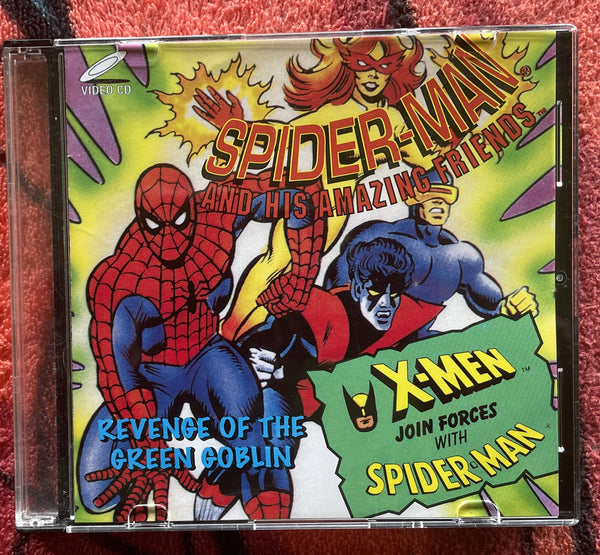 VIDEO CD
SPIDER-MAN®
AND HIS AMAZING FRIENDS™
X-MEN™
JOIN FORCES
WITH
SPIDER-MAN®
REVENGE OF THE
GREEN GOBLIN